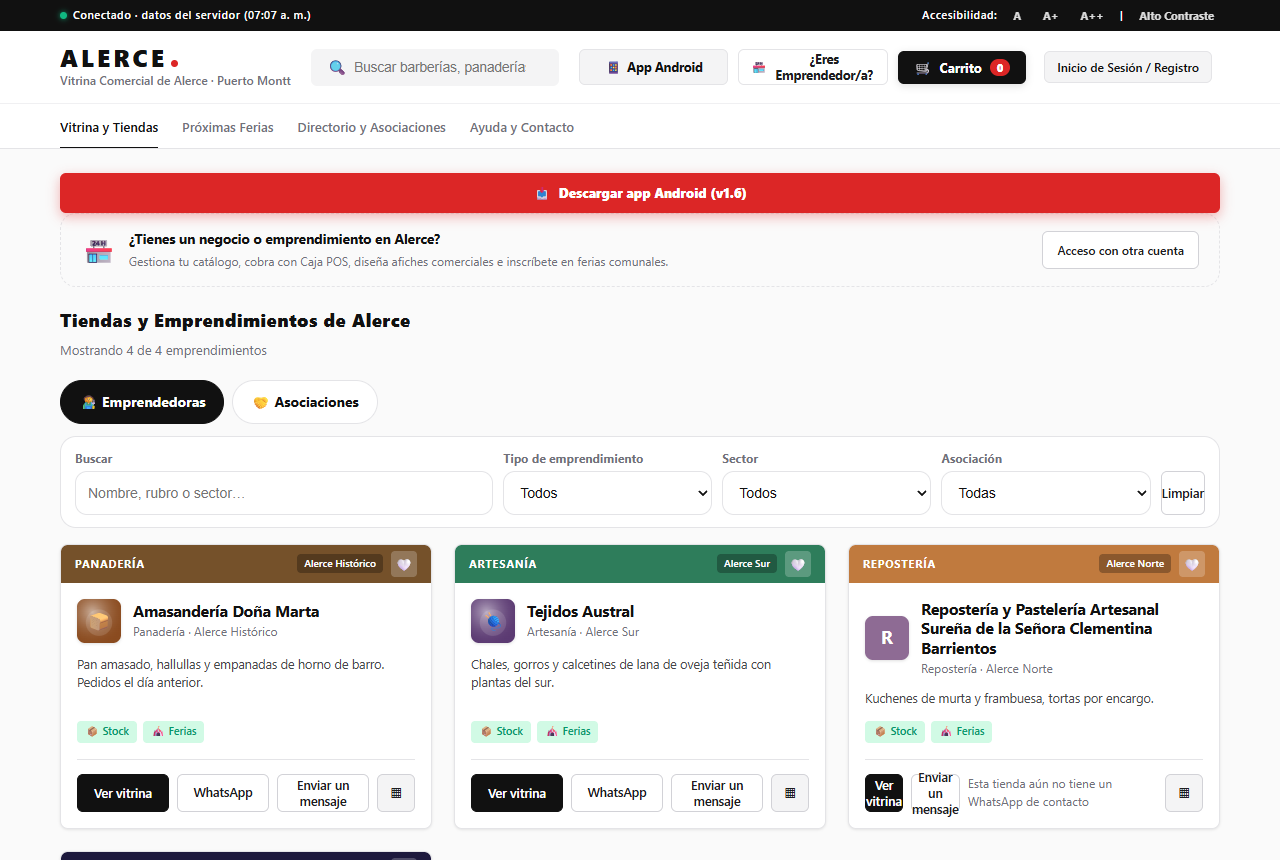 Conectado · datos del servidor (07:07 a. m.)
Accesibilidad: A A+ A++ | Alto Contraste
ALERCE.
Vitrina Comercial de Alerce · Puerto Montt
Buscar barberías, panadería
App Android
¿Eres
Emprendedor/a?
Carrito 0
Inicio de Sesión / Registro
Vitrina y Tiendas
Próximas Ferias
Directorio y Asociaciones
Ayuda y Contacto
Descargar app Android (v1.6)
¿Tienes un negocio o emprendimiento en Alerce?
Gestiona tu catálogo, cobra con Caja POS, diseña afiches comerciales e inscríbete en ferias comunales.
Acceso con otra cuenta
Tiendas y Emprendimientos de Alerce
Mostrando 4 de 4 emprendimientos
Emprendedoras
Asociaciones
Buscar
Nombre, rubro o sector…
Tipo de emprendimiento
Todos
Sector
Todos
Asociación
Todas
Limpiar
PANADERÍA
Alerce Histórico
Amasandería Doña Marta
Panadería · Alerce Histórico
Pan amasado, hallullas y empanadas de horno de barro.
Pedidos el día anterior.
Stock
Ferias
Ver vitrina
WhatsApp
Enviar un
mensaje
ARTESANÍA
Alerce Sur
Tejidos Austral
Artesanía · Alerce Sur
Chales, gorros y calcetines de lana de oveja teñida con
plantas del sur.
Stock
Ferias
Ver vitrina
WhatsApp
Enviar un
mensaje
REPOSTERÍA
Alerce Norte
R
Repostería y Pastelería Artesanal
Sureña de la Señora Clementina
Barrientos
Repostería · Alerce Norte
Kuchenes de murta y frambuesa, tortas por encargo.
Stock
Ferias
Ver
vitrina
Enviar
un
mensaje
Esta tienda aún no tiene un
WhatsApp de contacto